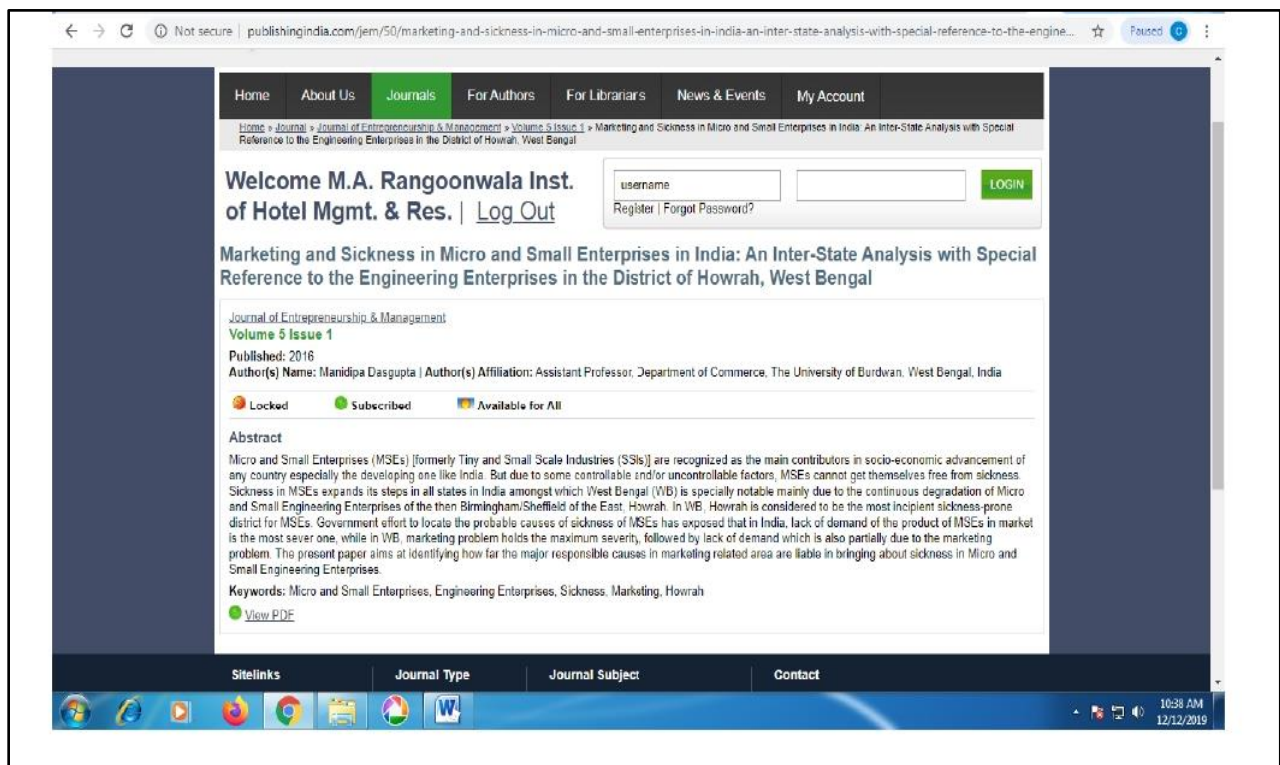 Not secure | publishingindia.com/jem/50/marketing-and-sickness-in-micro-and-small-enterprises-in-india-an-inter-state-analysis-with-special-reference-to-the-engine...
Paused
Home About Us Journals For Authors For Librarians News & Events My Account
Home » Journal » Journal of Entrepreneurship & Management » Volume 5 Issue 1 » Marketing and Sickness in Micro and Small Enterprises in India: An Inter-State Analysis with Special
Reference to the Engineering Enterprises in the District of Howrah, West Bengal
Welcome M.A. Rangoonwala Inst.
of Hotel Mgmt. & Res. | Log Out
username
LOGIN
Register | Forgot Password?
Marketing and Sickness in Micro and Small Enterprises in India: An Inter-State Analysis with Special
Reference to the Engineering Enterprises in the District of Howrah, West Bengal
Journal of Entrepreneurship & Management
Volume 5 Issue 1
Published: 2016
Author(s) Name: Manidipa Dasgupta | Author(s) Affiliation: Assistant Professor, Department of Commerce, The University of Burdwan, West Bengal, India
Locked Subscribed Available for All
Abstract
Micro and Small Enterprises (MSEs) [formerly Tiny and Small Scale Industries (SSIs)] are recognized as the main contributors in socio-economic advancement of
any country especially the developing one like India. But due to some controllable and/or uncontrollable factors, MSEs cannot get themselves free from sickness.
Sickness in MSEs expands its steps in all states in India amongst which West Bengal (WB) is specially notable mainly due to the continuous degradation of Micro
and Small Engineering Enterprises of the then Birmingham/Sheffield of the East, Howrah. In WB, Howrah is considered to be the most incipient sickness-prone
district for MSEs. Government effort to locate the probable causes of sickness of MSEs has exposed that in India, lack of demand of the product of MSEs in market
is the most sever one, while in WB, marketing problem holds the maximum severity, followed by lack of demand which is also partially due to the marketing
problem. The present paper aims at identifying how far the major responsible causes in marketing related area are liable in bringing about sickness in Micro and
Small Engineering Enterprises.
Keywords: Micro and Small Enterprises, Engineering Enterprises, Sickness, Marketing, Howrah
View PDF
Sitelinks Journal Type Journal Subject Contact
10:38 AM
12/12/2019